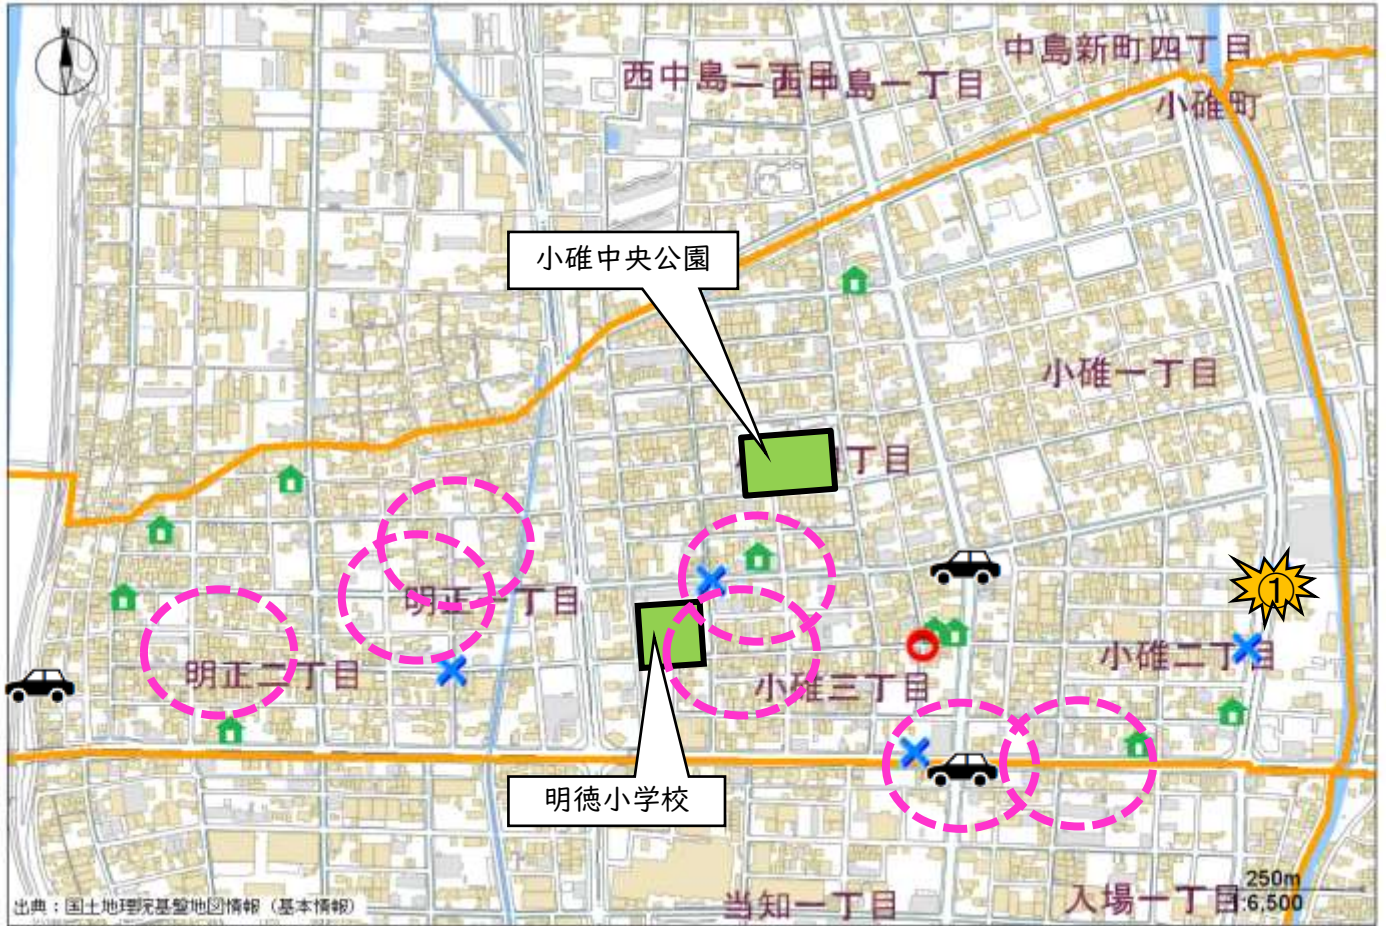 中島新町四丁目
西中島二丁目
西中島一丁目
小碓町
小碓中央公園
小碓一丁目
丁目
①
明正一丁目
小碓二丁目
明正二丁目
小碓三丁目
明徳小学校
250m
1:6,500
当知一丁目
入場一丁目
出典：国土地理院基盤地図情報（基本情報）